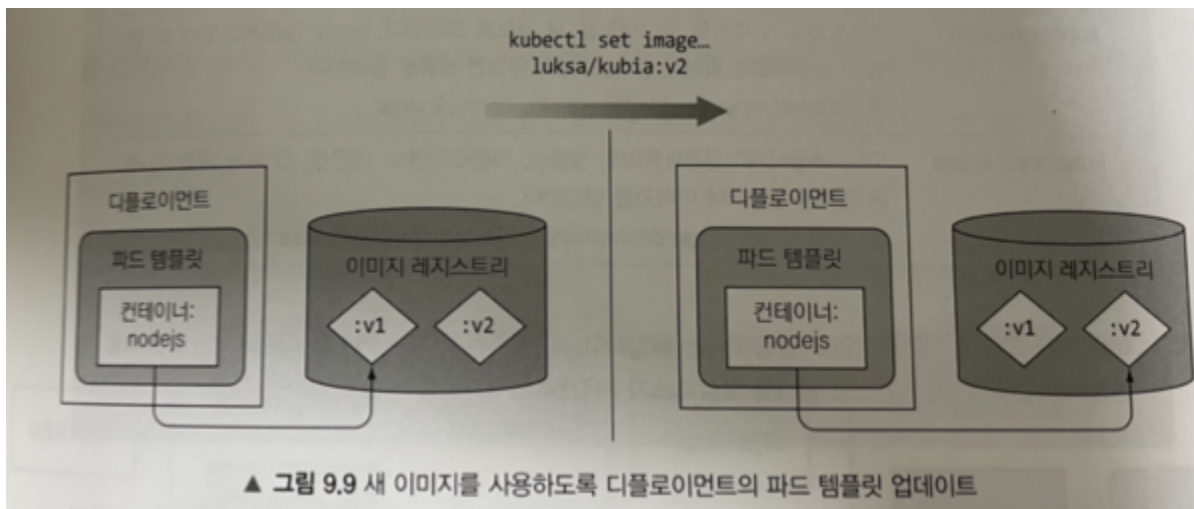 kubectl set image…
luksa/kubia:v2
디플로이먼트
파드 템플릿
컨테이너:
nodejs
이미지 레지스트리
:v1
:v2
디플로이먼트
파드 템플릿
컨테이너:
nodejs
이미지 레지스트리
:v1
:v2
▲ 그림 9.9 새 이미지를 사용하도록 디플로이먼트의 파드 템플릿 업데이트